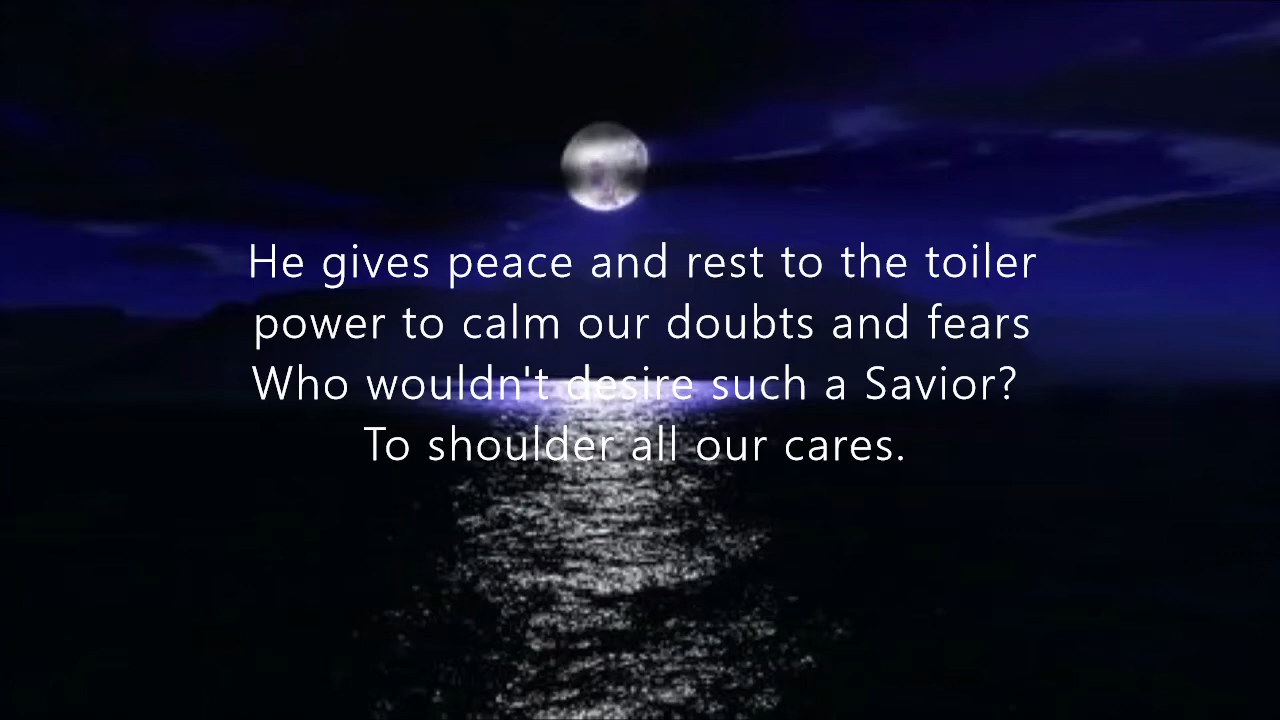 He gives peace and rest to the toiler
power to calm our doubts and fears
Who wouldn't desire such a Savior?
To shoulder all our cares.